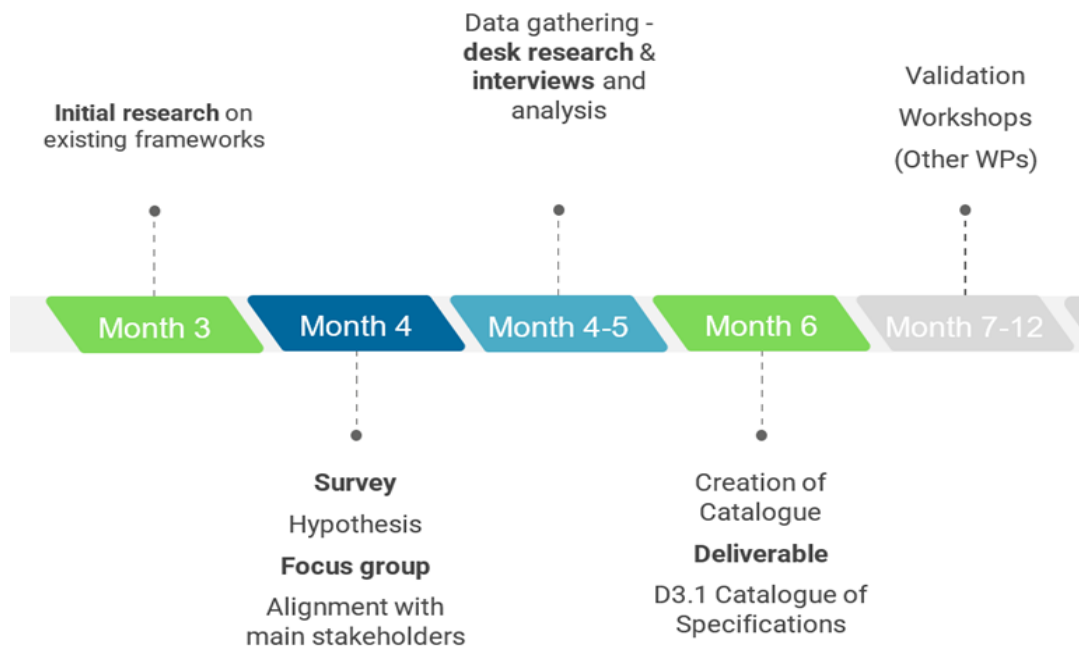 Data gathering -
desk research &
interviews and
analysis
Initial research on
existing frameworks
Validation
Workshops
(Other WPs)
Month 3
Month 4
Month 4-5
Month 6
Month 7-12
Survey
Hypothesis
Focus group
Alignment with
main stakeholders
Creation of
Catalogue
Deliverable
D3.1 Catalogue of
Specifications